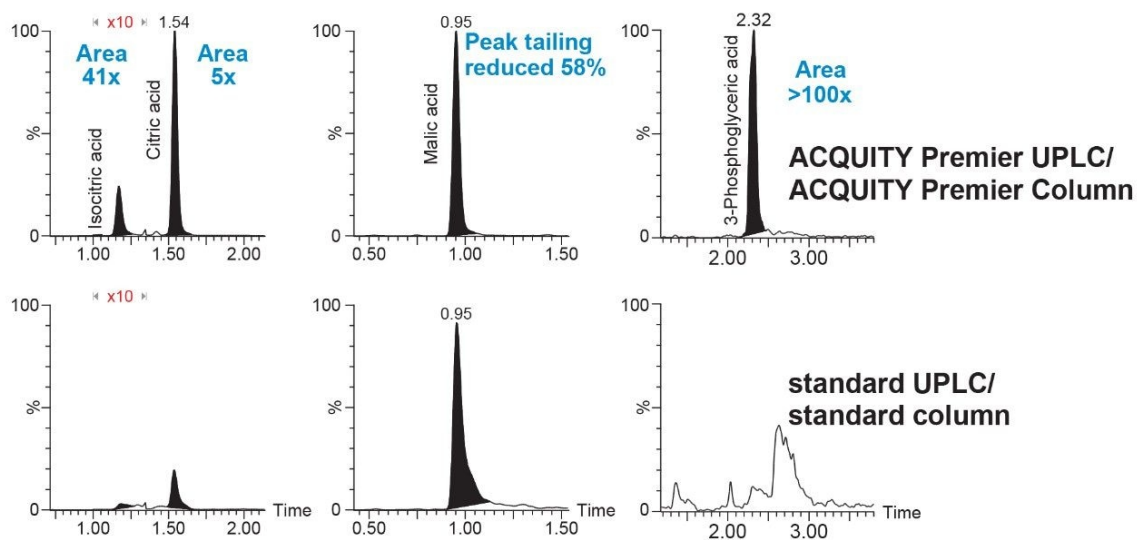 100
x10
1.54
Area
41x
Area
5x
Isocitric acid
Citric acid
%
0
1.00
1.50
2.00
100
0.95
Peak tailing
reduced 58%
Malic acid
%
0
0.50
1.00
1.50
100
2.32
3-Phosphoglyceric acid
Area
>100x
%
0
2.00
3.00
ACQUITY Premier UPLC/
ACQUITY Premier Column
100
x10
%
0
1.00
1.50
2.00
Time
100
0.95
%
0
0.50
1.00
1.50
Time
100
%
0
2.00
3.00
Time
standard UPLC/
standard column